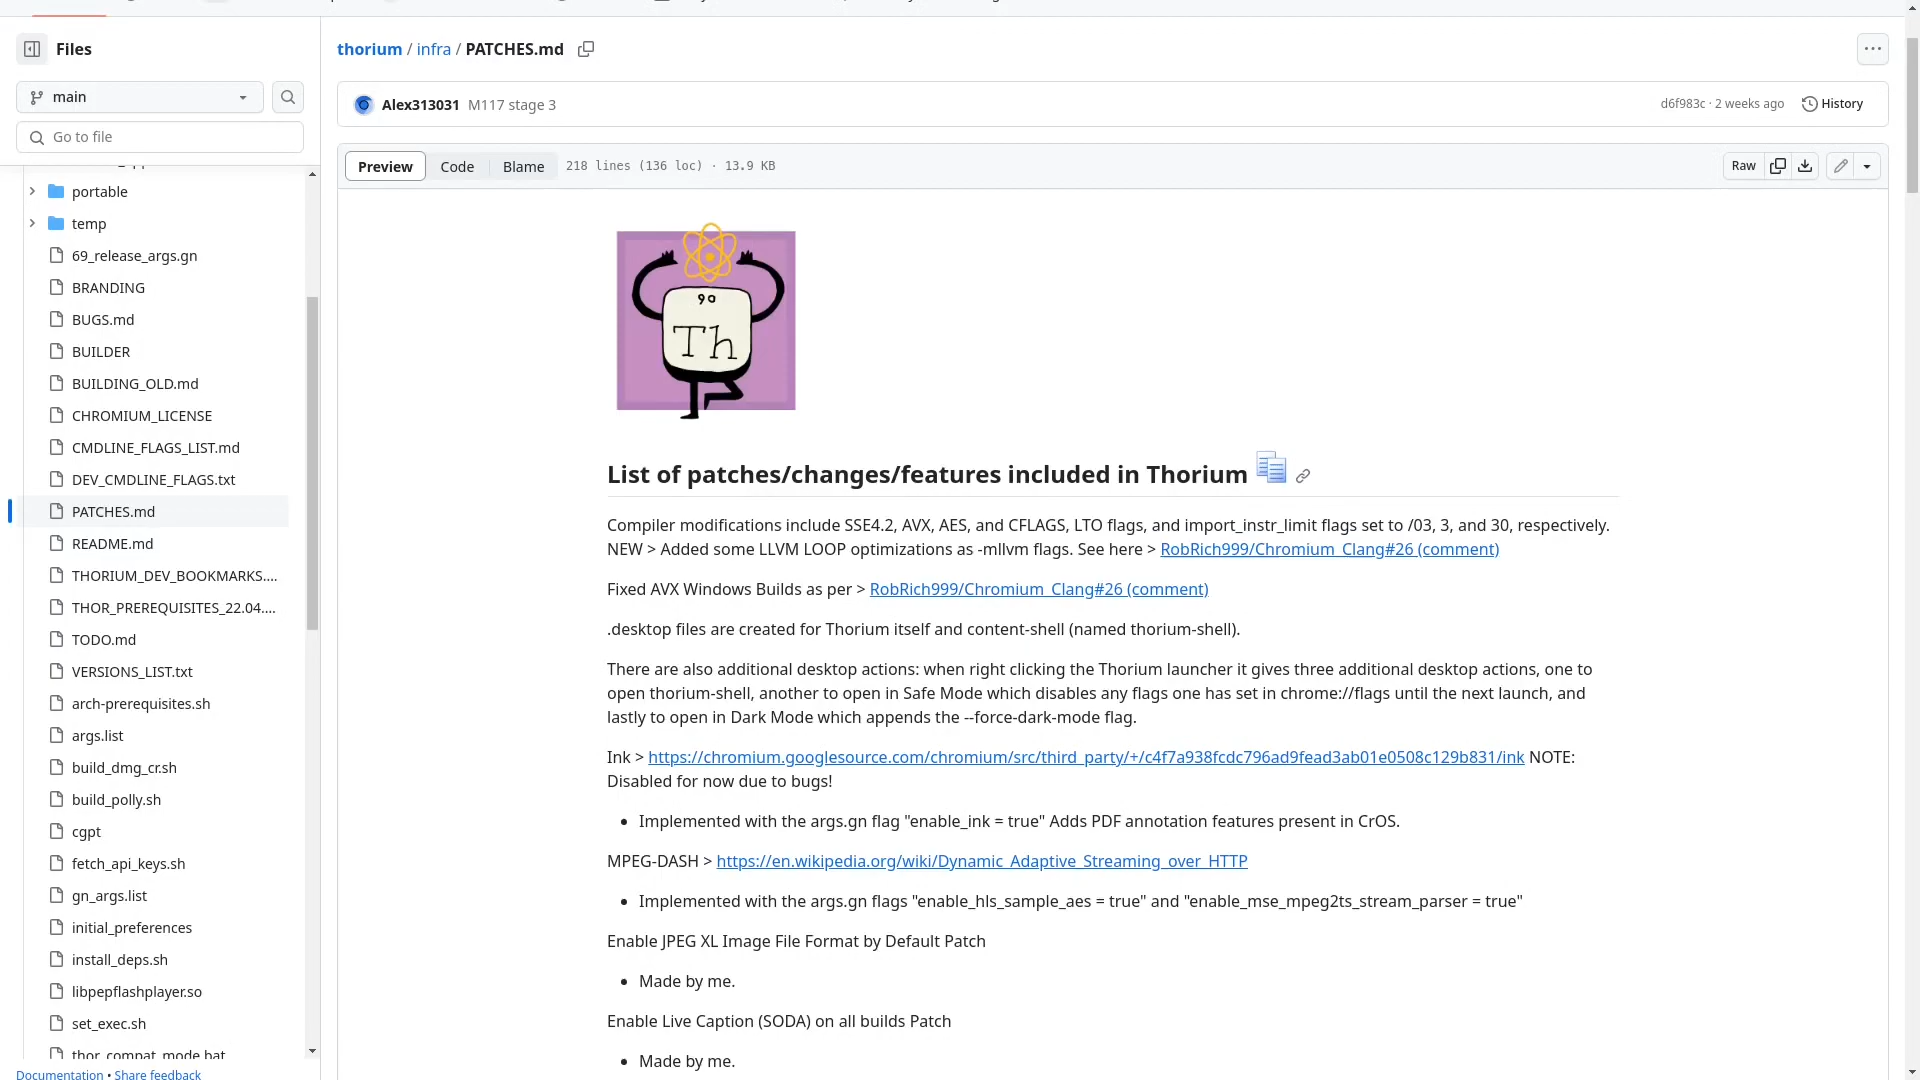 Files
thorium / infra / PATCHES.md
main
Alex313031 M117 stage 3
d6f983c · 2 weeks ago
History
Go to file
Preview
Code
Blame
218 lines (136 loc) · 13.9 KB
Raw
portable
temp
69_release_args.gn
BRANDING
BUGS.md
BUILDER
BUILDING_OLD.md
CHROMIUM_LICENSE
CMDLINE_FLAGS_LIST.md
DEV_CMDLINE_FLAGS.txt
PATCHES.md
README.md
THORIUM_DEV_BOOKMARKS....
THOR_PREREQUISITES_22.04....
TODO.md
VERSIONS_LIST.txt
arch-prerequisites.sh
args.list
build_dmg_cr.sh
build_polly.sh
cgpt
fetch_api_keys.sh
gn_args.list
initial_preferences
install_deps.sh
libpepflashplayer.so
set_exec.sh
thor_compat_mode.bat
Documentation • Share feedback
90
Th
List of patches/changes/features included in Thorium
Compiler modifications include SSE4.2, AVX, AES, and CFLAGS, LTO flags, and import_instr_limit flags set to /03, 3, and 30, respectively.
NEW > Added some LLVM LOOP optimizations as -mllvm flags. See here > RobRich999/Chromium_Clang#26 (comment)
Fixed AVX Windows Builds as per > RobRich999/Chromium_Clang#26 (comment)
.desktop files are created for Thorium itself and content-shell (named thorium-shell).
There are also additional desktop actions: when right clicking the Thorium launcher it gives three additional desktop actions, one to
open thorium-shell, another to open in Safe Mode which disables any flags one has set in chrome://flags until the next launch, and
lastly to open in Dark Mode which appends the --force-dark-mode flag.
Ink > https://chromium.googlesource.com/chromium/src/third_party/+/c4f7a938fcdc796ad9fead3ab01e0508c129b831/ink NOTE:
Disabled for now due to bugs!
• Implemented with the args.gn flag "enable_ink = true" Adds PDF annotation features present in CrOS.
MPEG-DASH > https://en.wikipedia.org/wiki/Dynamic_Adaptive_Streaming_over_HTTP
• Implemented with the args.gn flags "enable_hls_sample_aes = true" and "enable_mse_mpeg2ts_stream_parser = true"
Enable JPEG XL Image File Format by Default Patch
• Made by me.
Enable Live Caption (SODA) on all builds Patch
• Made by me.